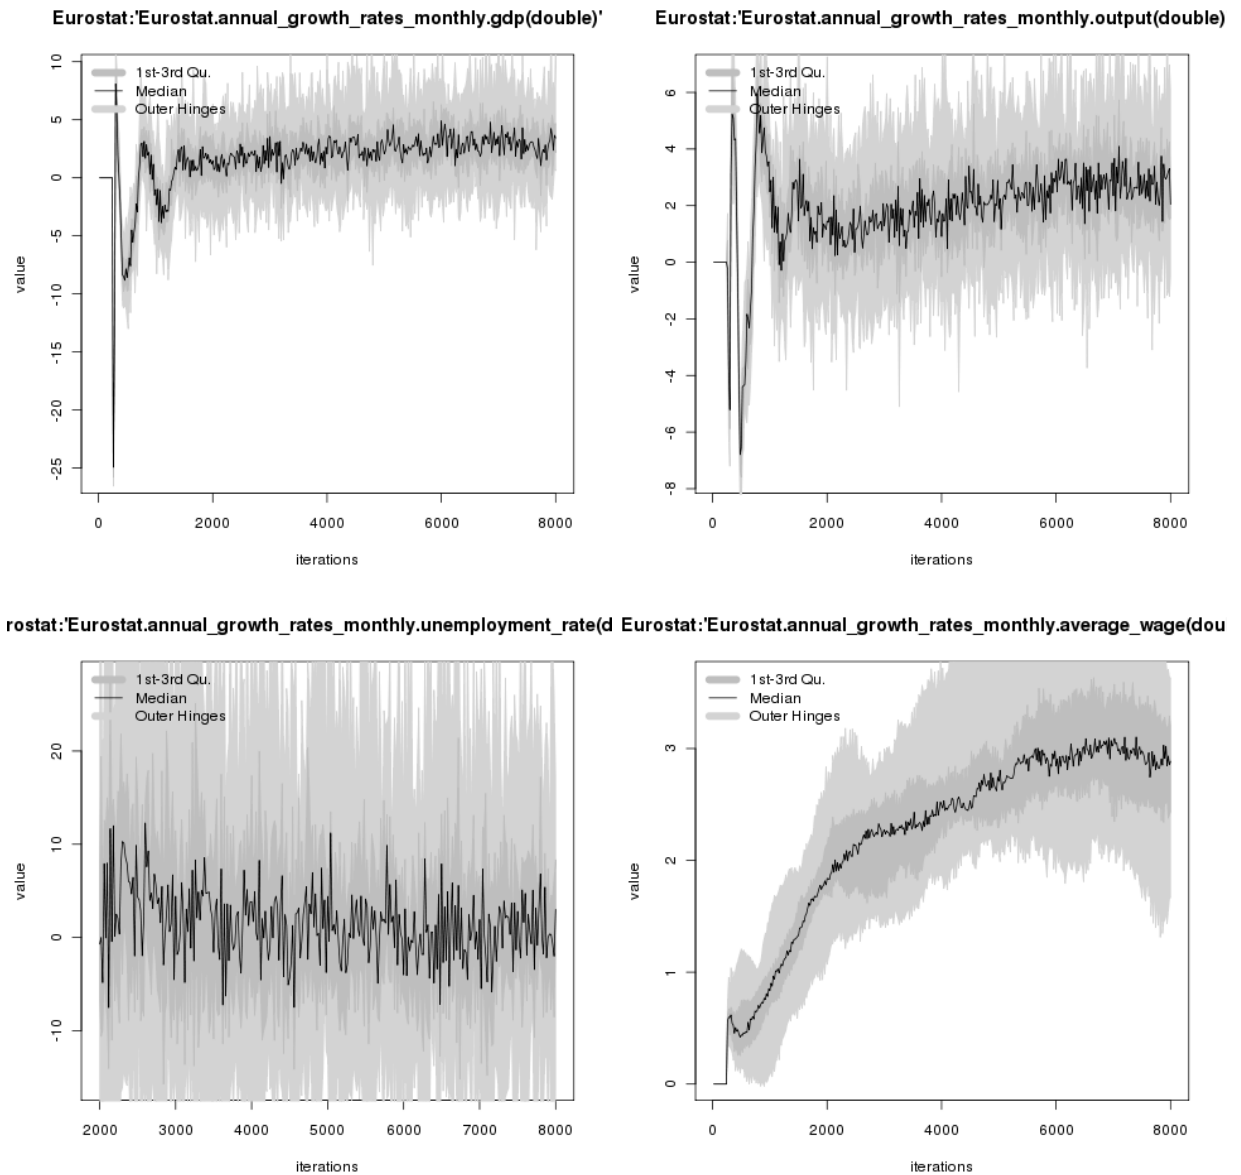 Eurostat:'Eurostat.annual_growth_rates_monthly.gdp(double)'
1st-3rd Qu.
Median
Outer Hinges
10
5
0
-5
-10
-15
-20
-25
value
0 2000 4000 6000 8000
iterations
Eurostat:'Eurostat.annual_growth_rates_monthly.output(double)
1st-3rd Qu.
Median
Outer Hinges
6
4
2
0
-2
-4
-6
-8
value
0 2000 4000 6000 8000
iterations
rostat:'Eurostat.annual_growth_rates_monthly.unemployment_rate(d
1st-3rd Qu.
Median
Outer Hinges
20
10
0
-10
value
2000 3000 4000 5000 6000 7000 8000
iterations
Eurostat:'Eurostat.annual_growth_rates_monthly.average_wage(dou
1st-3rd Qu.
Median
Outer Hinges
3
2
1
0
value
0 2000 4000 6000 8000
iterations